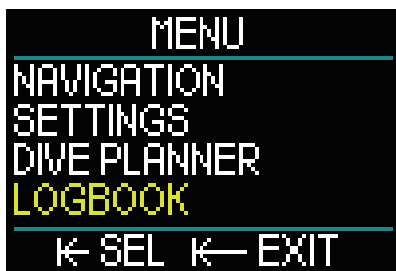 MENU
NAVIGATION
SETTINGS
DIVE PLANNER
LOGBOOK
SEL EXIT